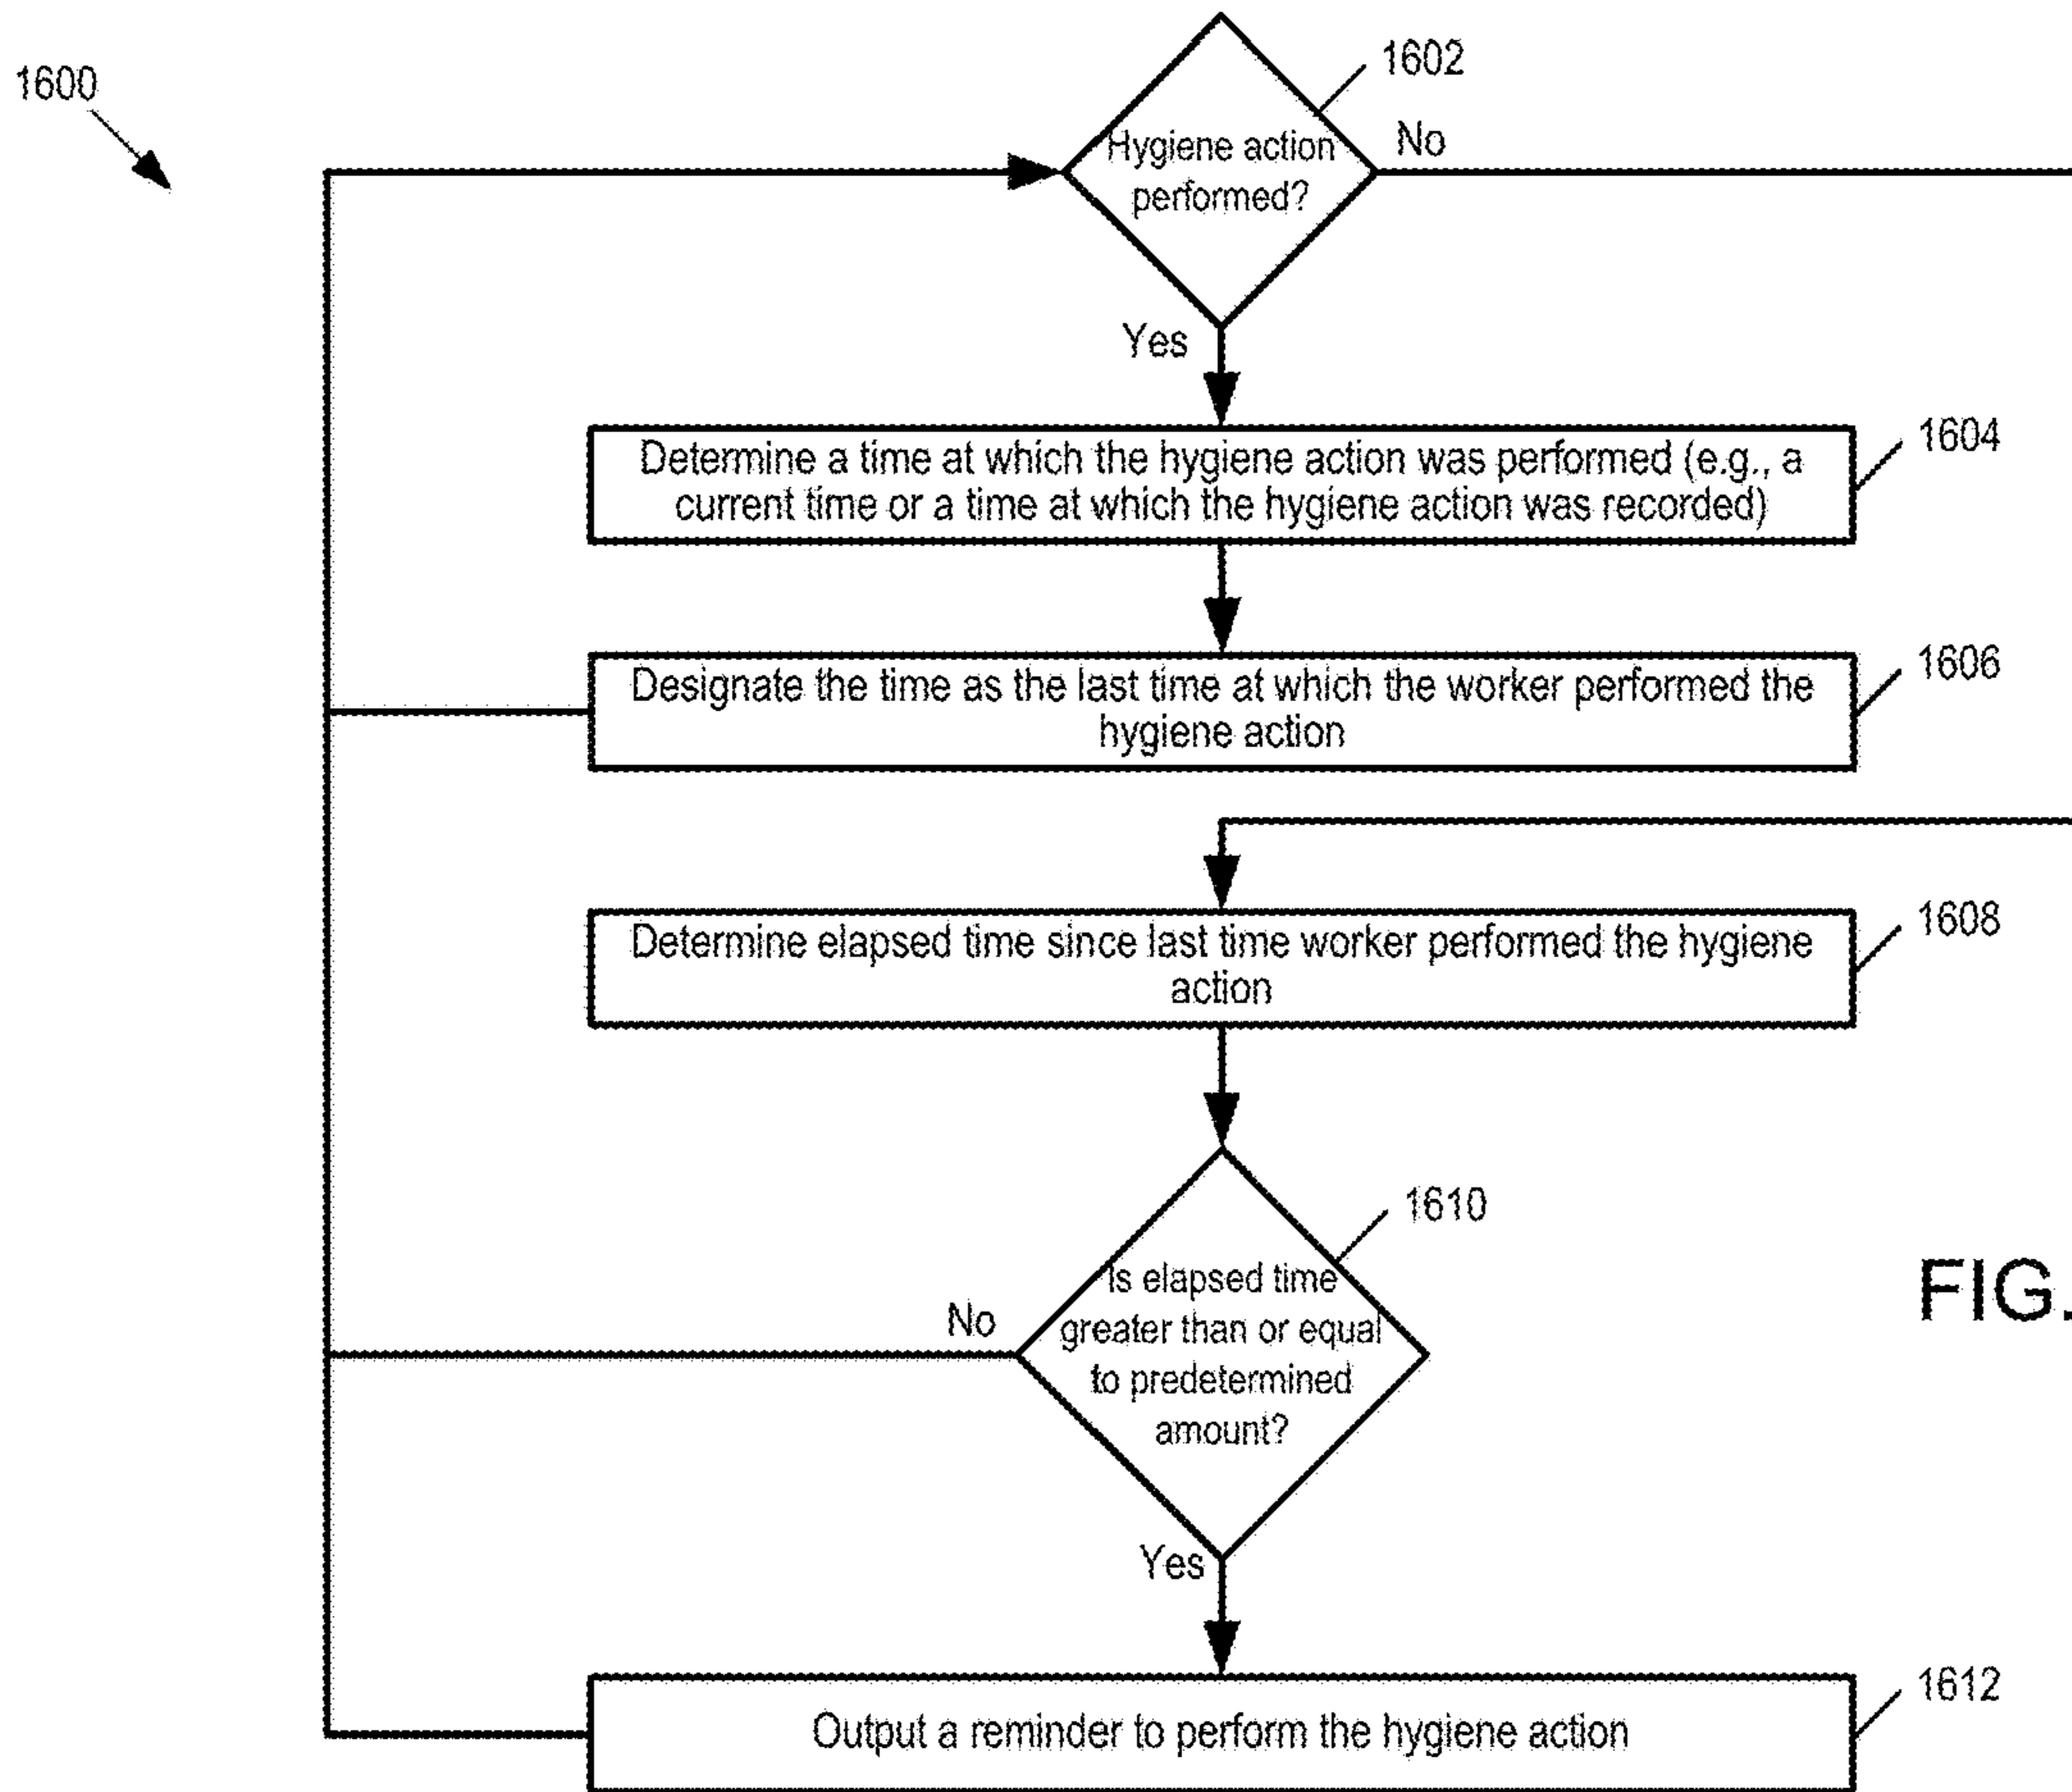 1600
1602
Hygiene action
performed?
No
Yes
Determine a time at which the hygiene action was performed (e.g., a
current time or a time at which the hygiene action was recorded)
1604
Designate the time as the last time at which the worker performed the
hygiene action
1606
Determine elapsed time since last time worker performed the hygiene
action
1608
1610
Is elapsed time
greater than or equal
to predetermined
amount?
No
Yes
FIG.
Output a reminder to perform the hygiene action
1612